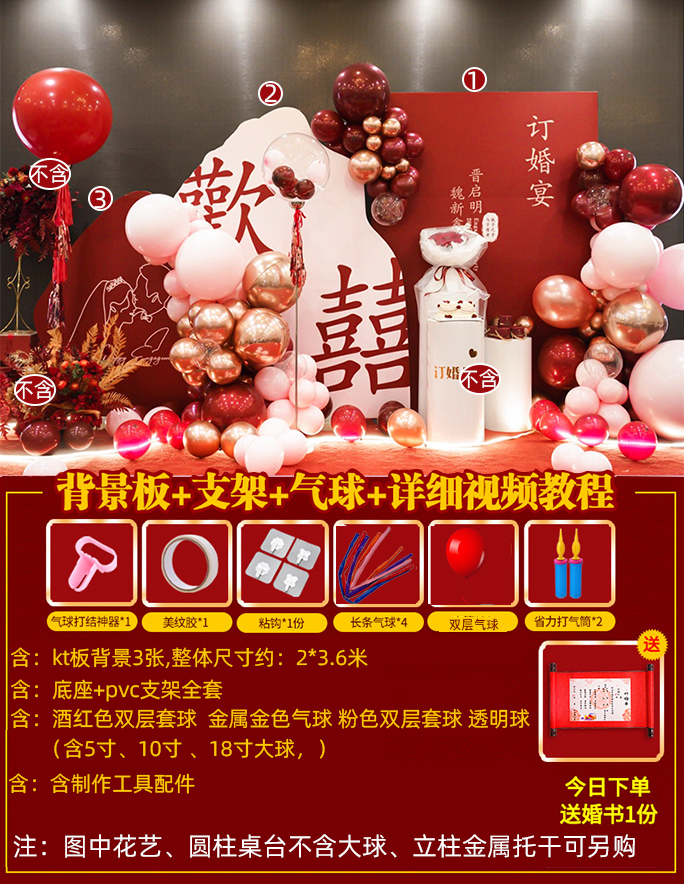 1
2
订婚宴
不含
晋启明
3
歡
魏新
囍
订婚
不含
不含
背景板+支架+气球+详细视频教程
气球打结神器*1
美纹胶*1
粘钩*1份
长条气球*4
双层气球
省力打气筒*2
送
含：kt板背景3张,整体尺寸约：2*3.6米
含：底座+pvc支架全套
含：酒红色双层套球 金属金色气球 粉色双层套球 透明球
（含5寸、10寸、18寸大球，）
含：含制作工具配件
今日下单
送婚书1份
注：图中花艺、圆柱桌台不含大球、立柱金属托干可另购